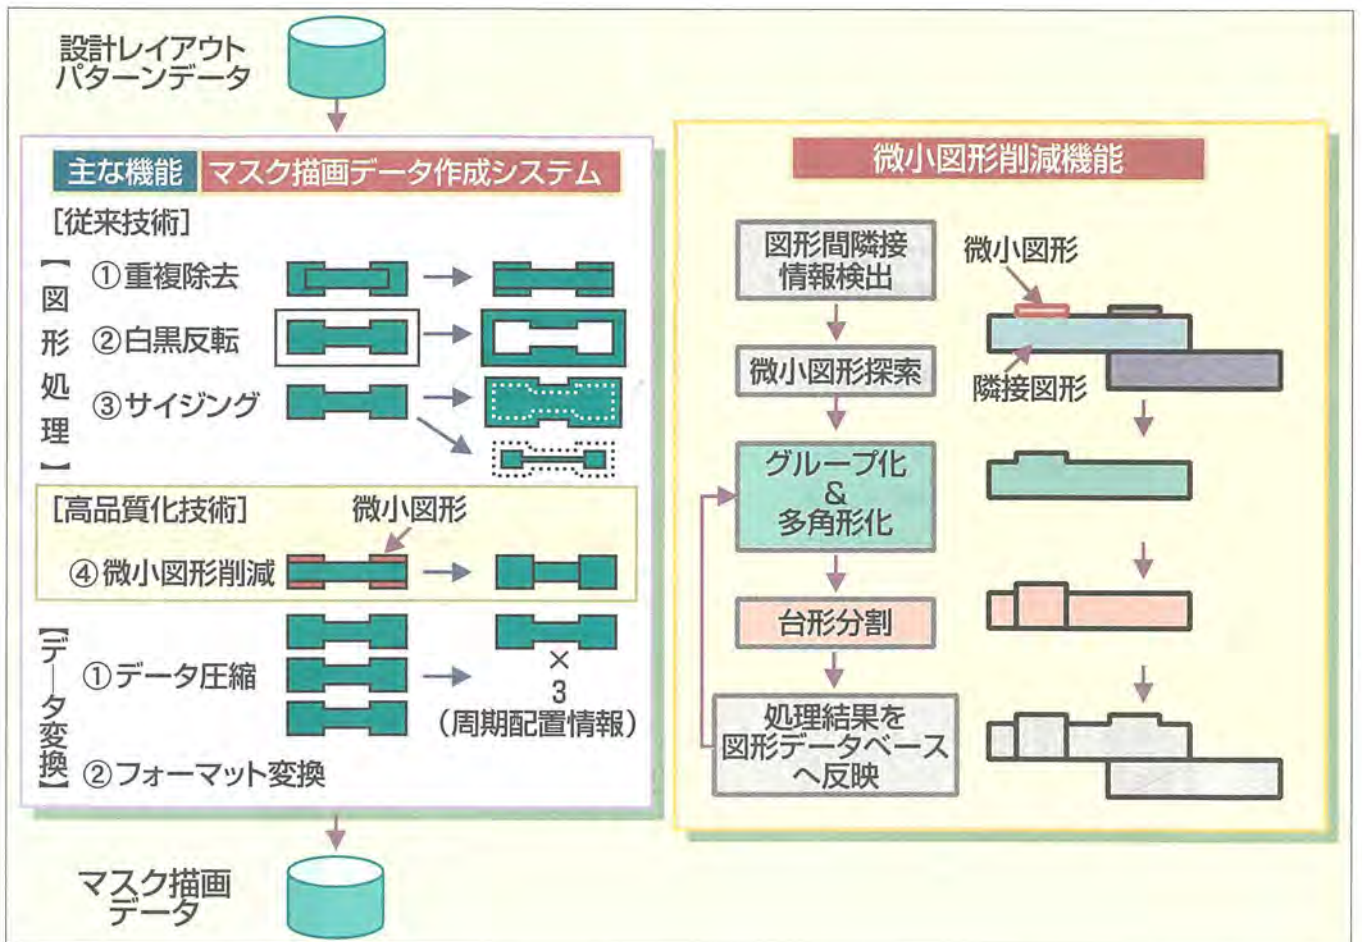 設計レイアウト
パターンデータ
主な機能 マスク描画データ作成システム
[従来技術]
【図形処理】
①重複除去
②白黒反転
③サイジング
[高品質化技術]
微小図形
④微小図形削減
【データ変換】
①データ圧縮
×
3
(周期配置情報)
②フォーマット変換
マスク描画
データ
微小図形削減機能
図形間隣接
情報検出
微小図形探索
グループ化
&
多角形化
台形分割
処理結果を
図形データベース
へ反映
微小図形
隣接図形